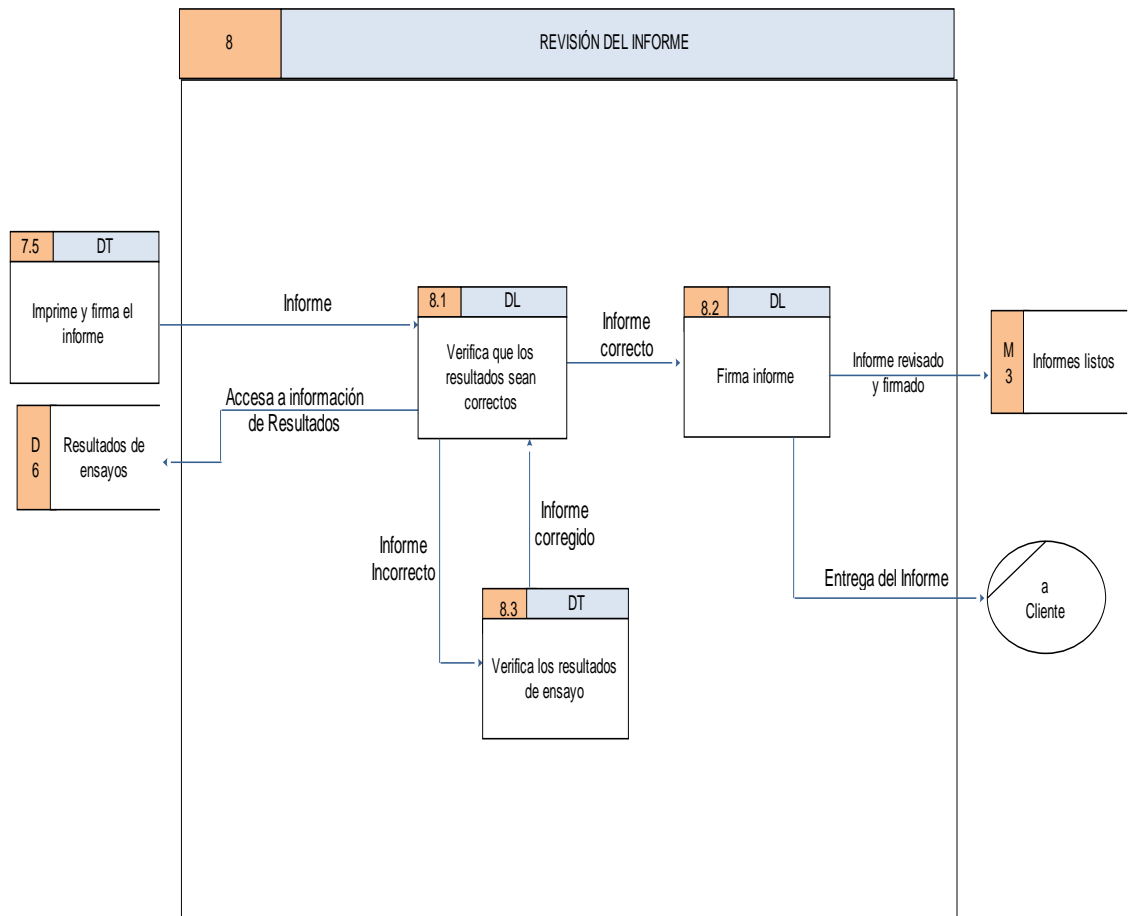 8
REVISIÓN DEL INFORME
7.5
DT
Imprime y firma el
informe
Informe
8.1
DL
Verifica que los
resultados sean
correctos
Informe
correcto
8.2
DL
Firma informe
Informe revisado
y firmado
M
3
Informes listos
Accesa a información
de Resultados
D
6
Resultados de
ensayos
Informe
Incorrecto
Informe
corregido
8.3
DT
Verifica los resultados
de ensayo
Entrega del Informe
a
Cliente